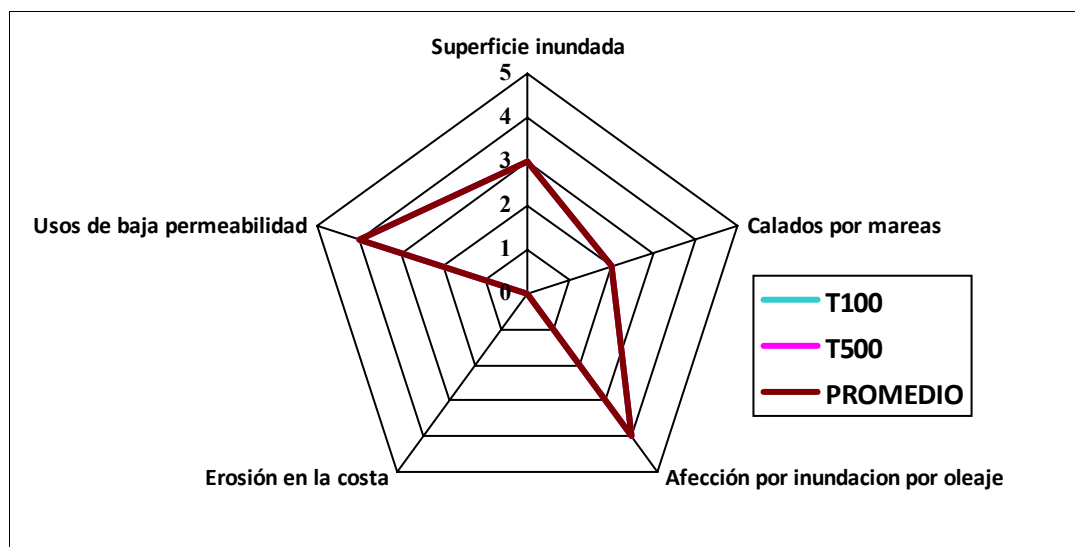 Superficie inundada
5
4
3
2
1
0
Usos de baja permeabilidad
Calados por mareas
T100
T500
PROMEDIO
Erosión en la costa
Afección por inundacion por oleaje